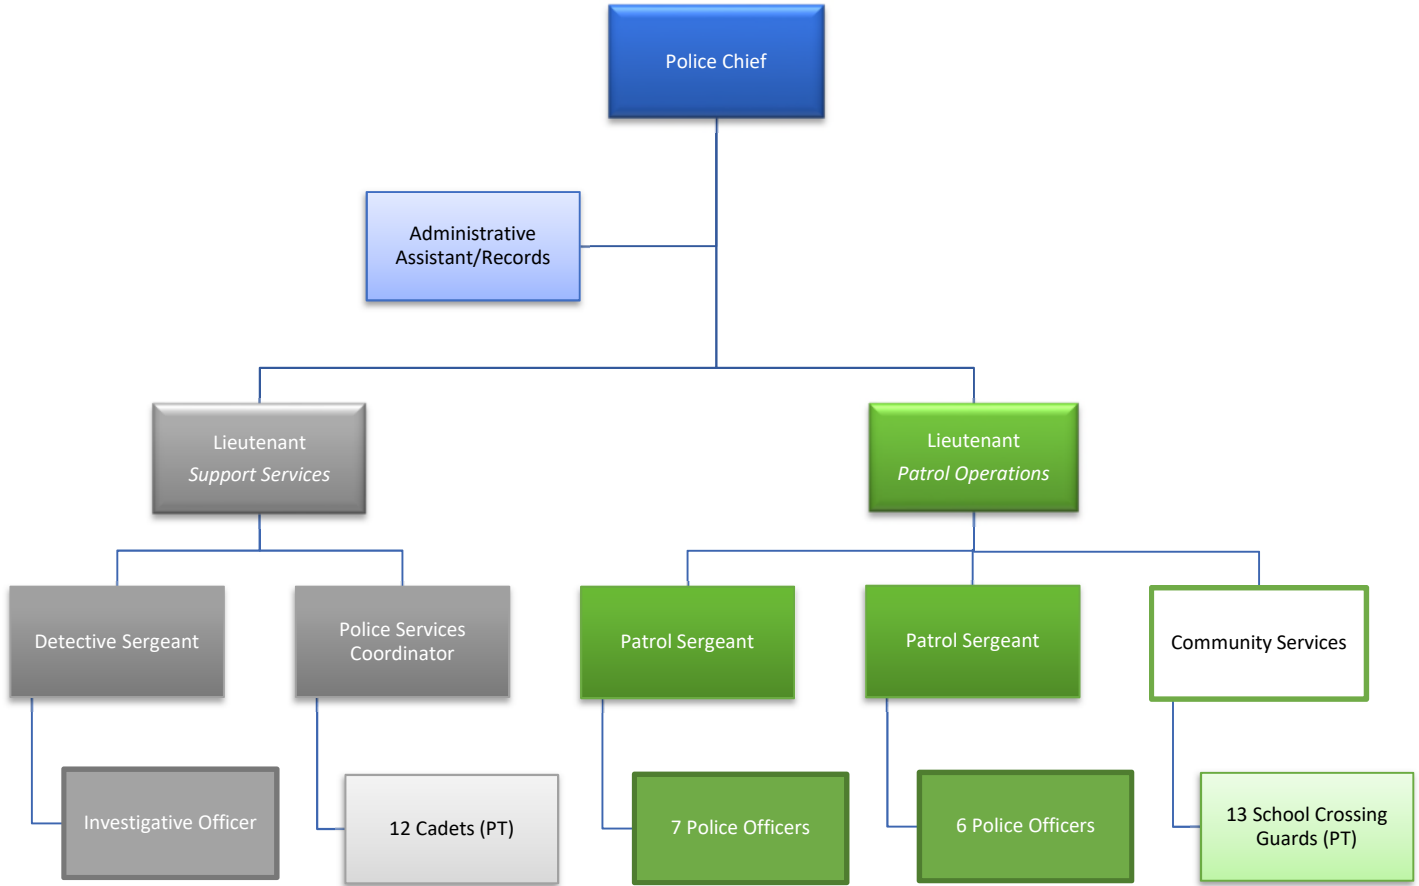 Police Chief
Administrative
Assistant/Records
Lieutenant
Support Services
Lieutenant
Patrol Operations
Detective Sergeant
Police Services
Coordinator
Patrol Sergeant
Patrol Sergeant
Community Services
Investigative Officer
12 Cadets (PT)
7 Police Officers
6 Police Officers
13 School Crossing
Guards (PT)